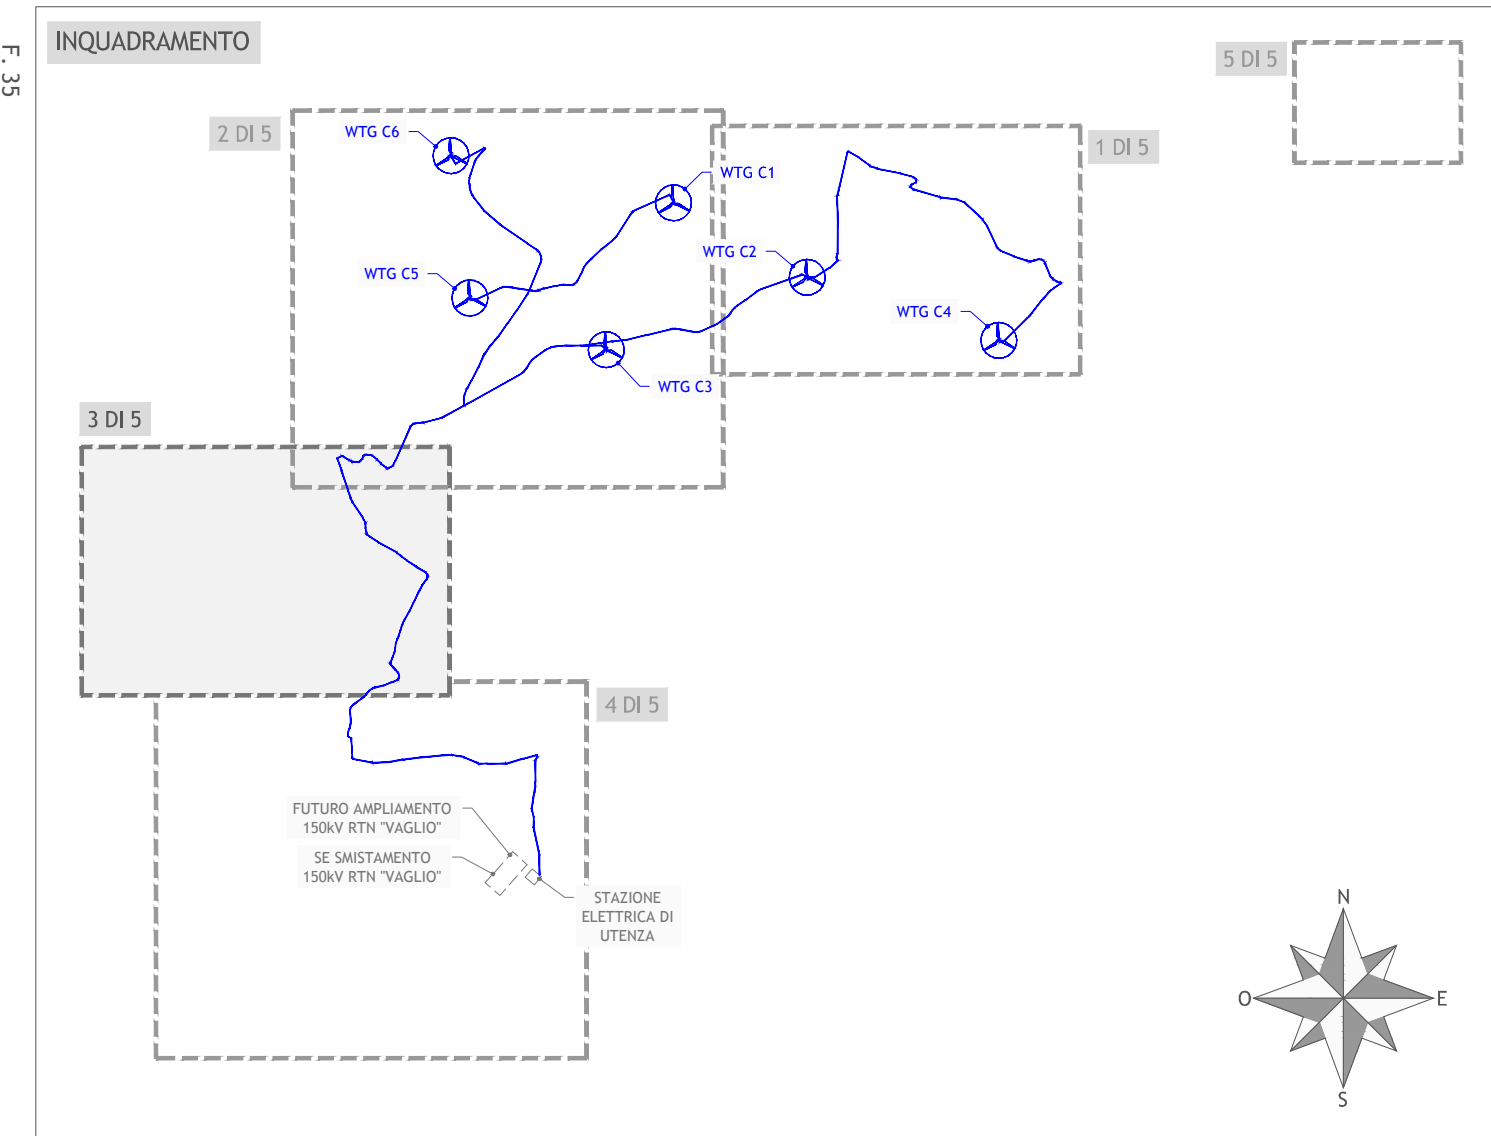 F. 35
INQUADRAMENTO
5 DI 5
2 DI 5
WTG C6
1 DI 5
WTG C1
WTG C2
WTG C5
WTG C4
WTG C3
3 DI 5
4 DI 5
FUTURO AMPLIAMENTO
150kV RTN "VAGLIO"
SE SMISTAMENTO
150kV RTN "VAGLIO"
STAZIONE
ELETTRICA DI
UTENZA
N
O
E
S